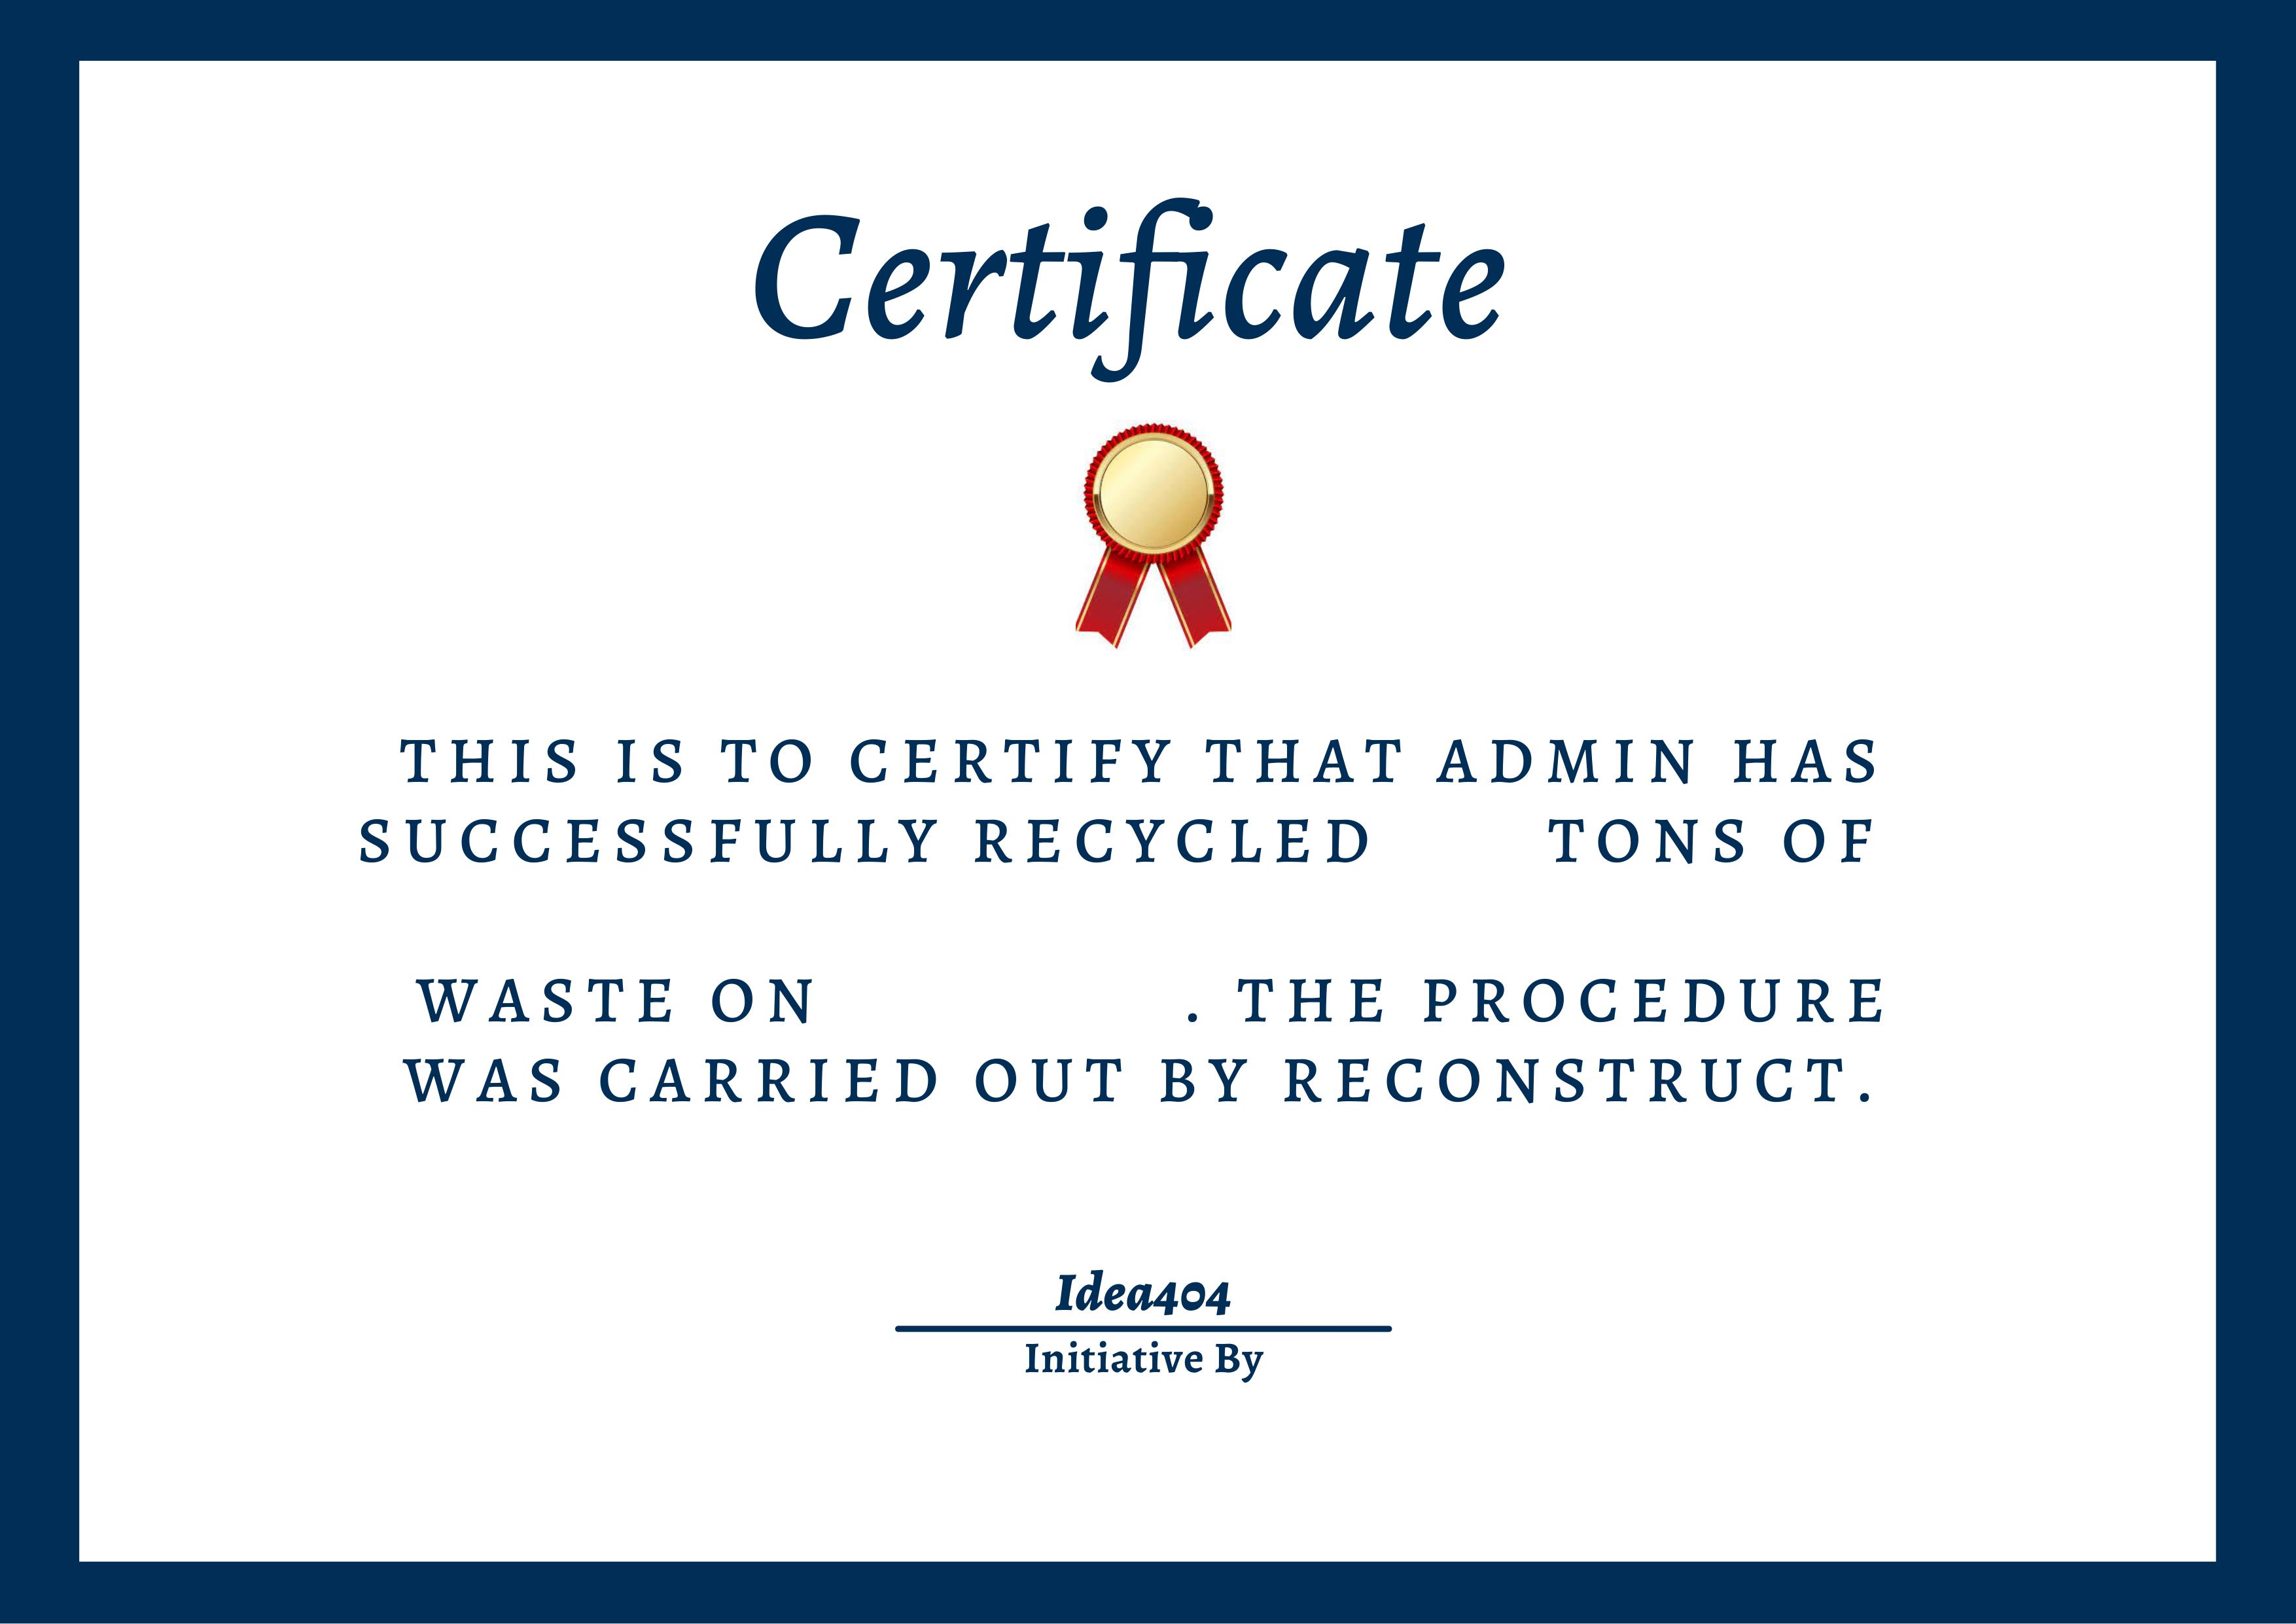 Certificate
THIS IS TO CERTIFY THAT ADMIN HAS
SUCCESSFULLY RECYCLED TONS OF
WASTE ON . THE PROCEDURE
WAS CARRIED OUT BY RECONSTRUCT.
Idea404
Initiative By